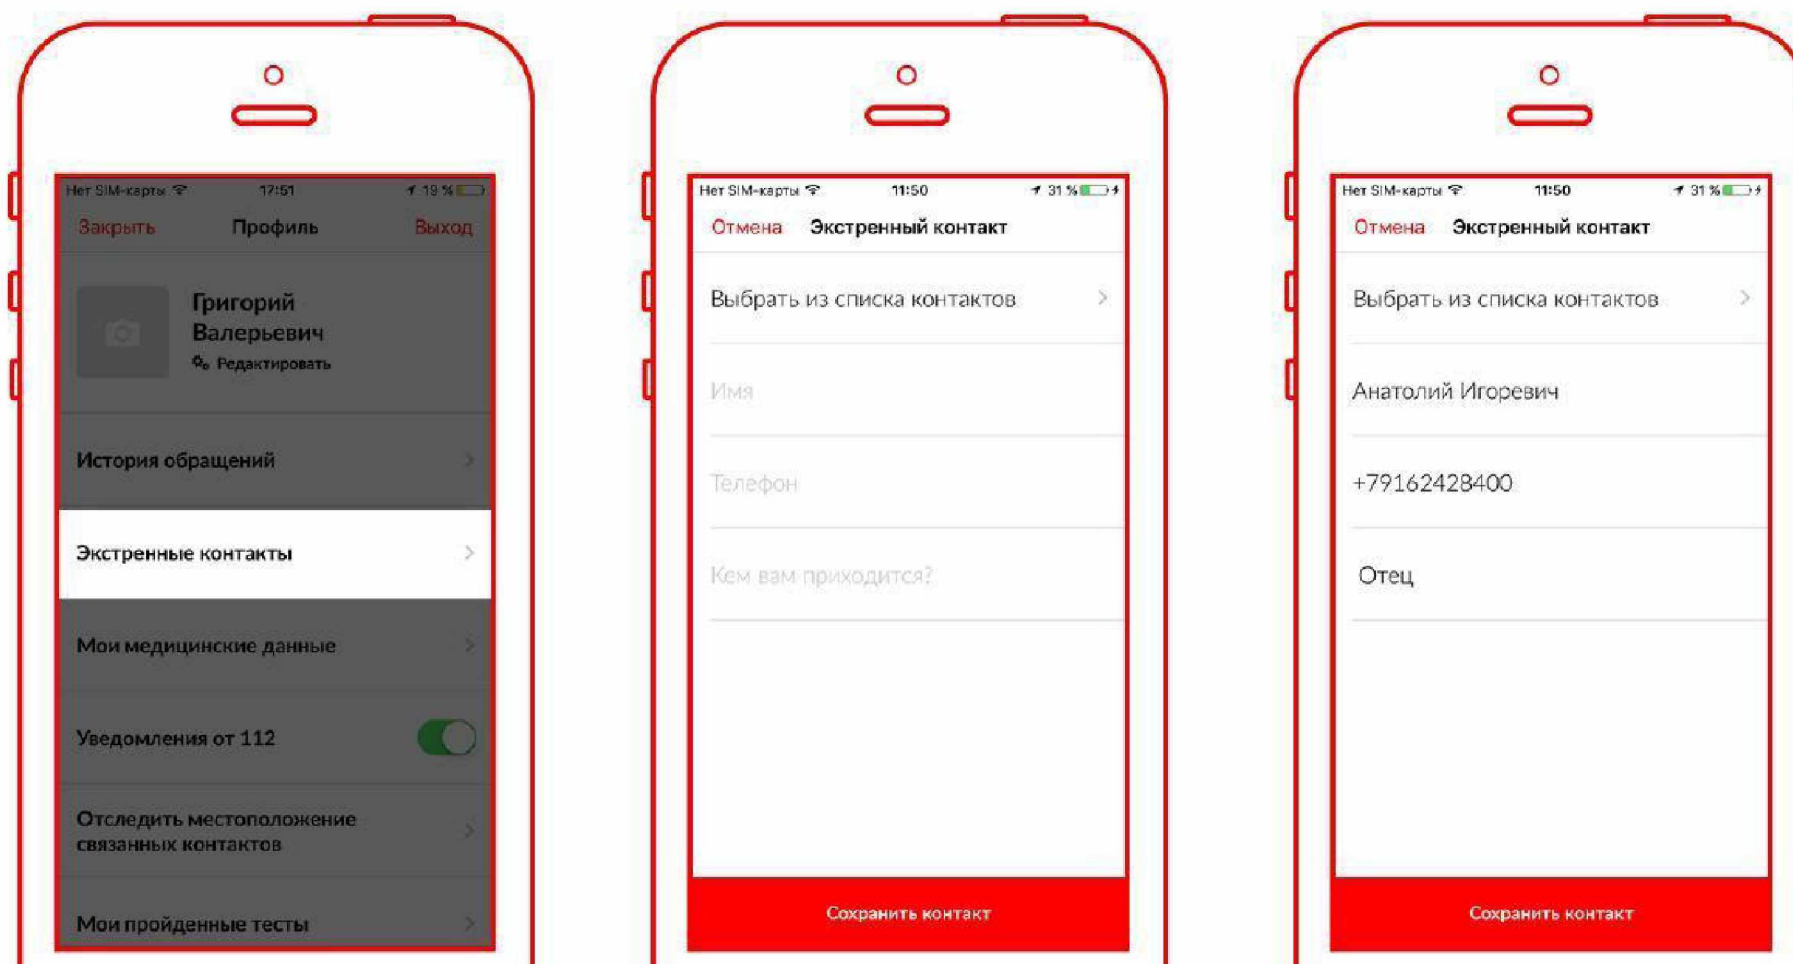 Нет SIM-карты 17:51 19 %
Закрыть Профиль Выход
Григорий
Валерьевич
Редактировать
История обращений
Экстренные контакты
Мои медицинские данные
Уведомления от 112
Отследить местоположение
связанных контактов
Мои пройденные тесты
Нет SIM-карты 11:50 31 %
Отмена Экстренный контакт
Выбрать из списка контактов
Имя
Телефон
Кем вам приходится?
Сохранить контакт
Нет SIM-карты 11:50 31 %
Отмена Экстренный контакт
Выбрать из списка контактов
Анатолий Игоревич
+79162428400
Отец
Сохранить контакт